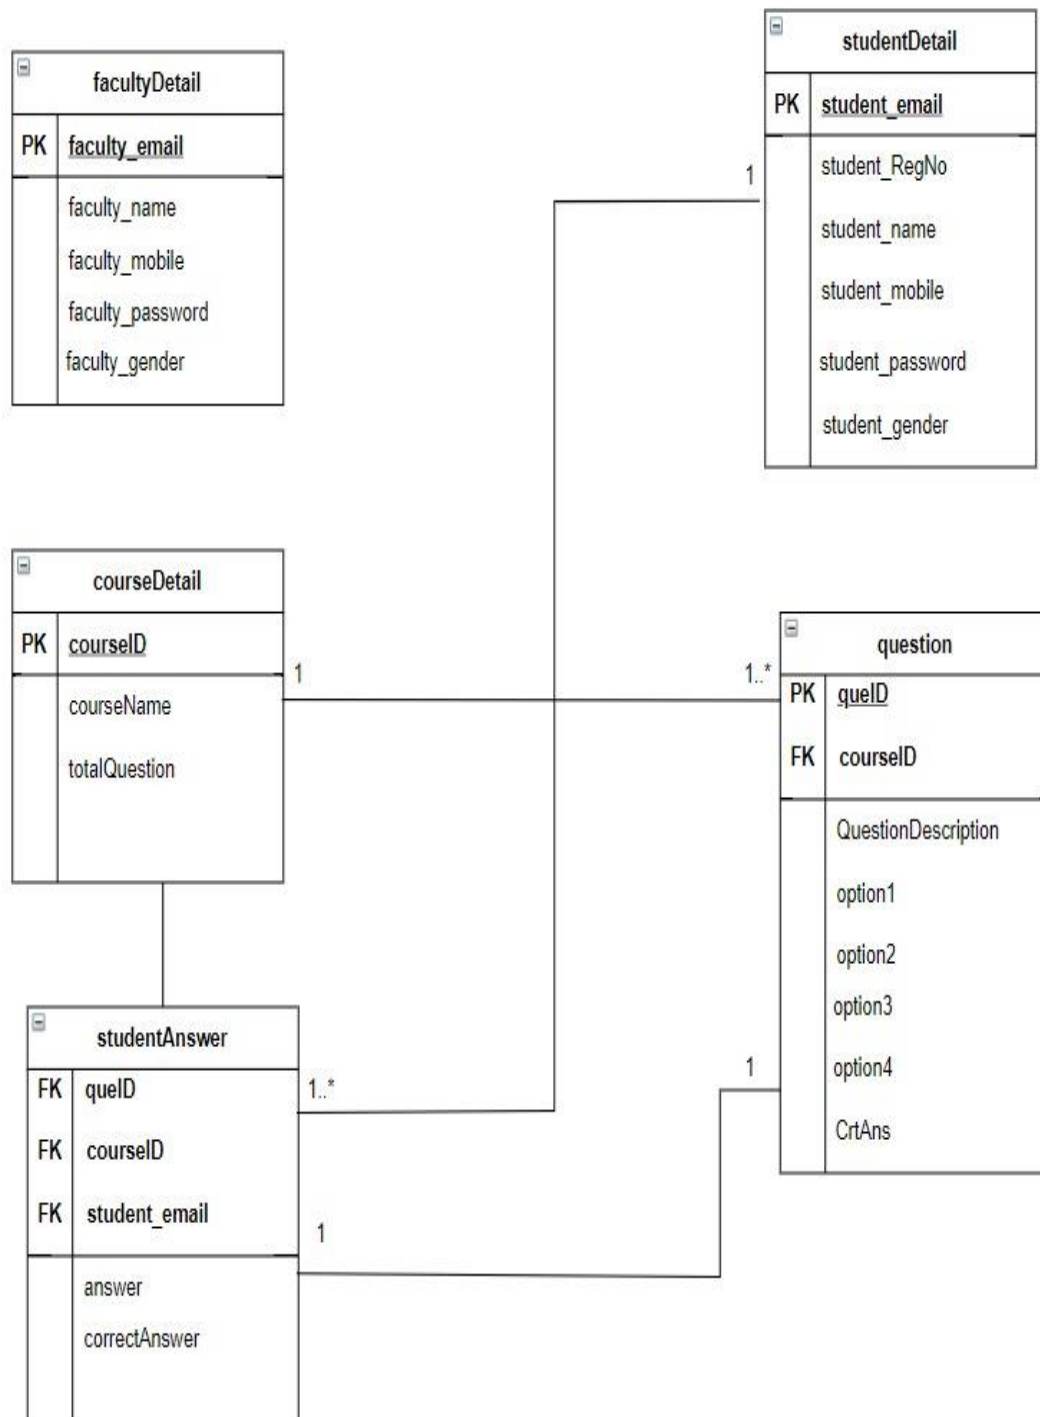 facultyDetail
PK faculty_email
faculty_name
faculty_mobile
faculty_password
faculty_gender
studentDetail
PK student_email
student_RegNo
student_name
student_mobile
student_password
student_gender
1
courseDetail
PK courseID
courseName
totalQuestion
1
1..*
question
PK queID
FK courseID
QuestionDescription
option1
option2
option3
option4
CrtAns
1
studentAnswer
FK queID
FK courseID
FK student_email
answer
correctAnswer
1..*
1